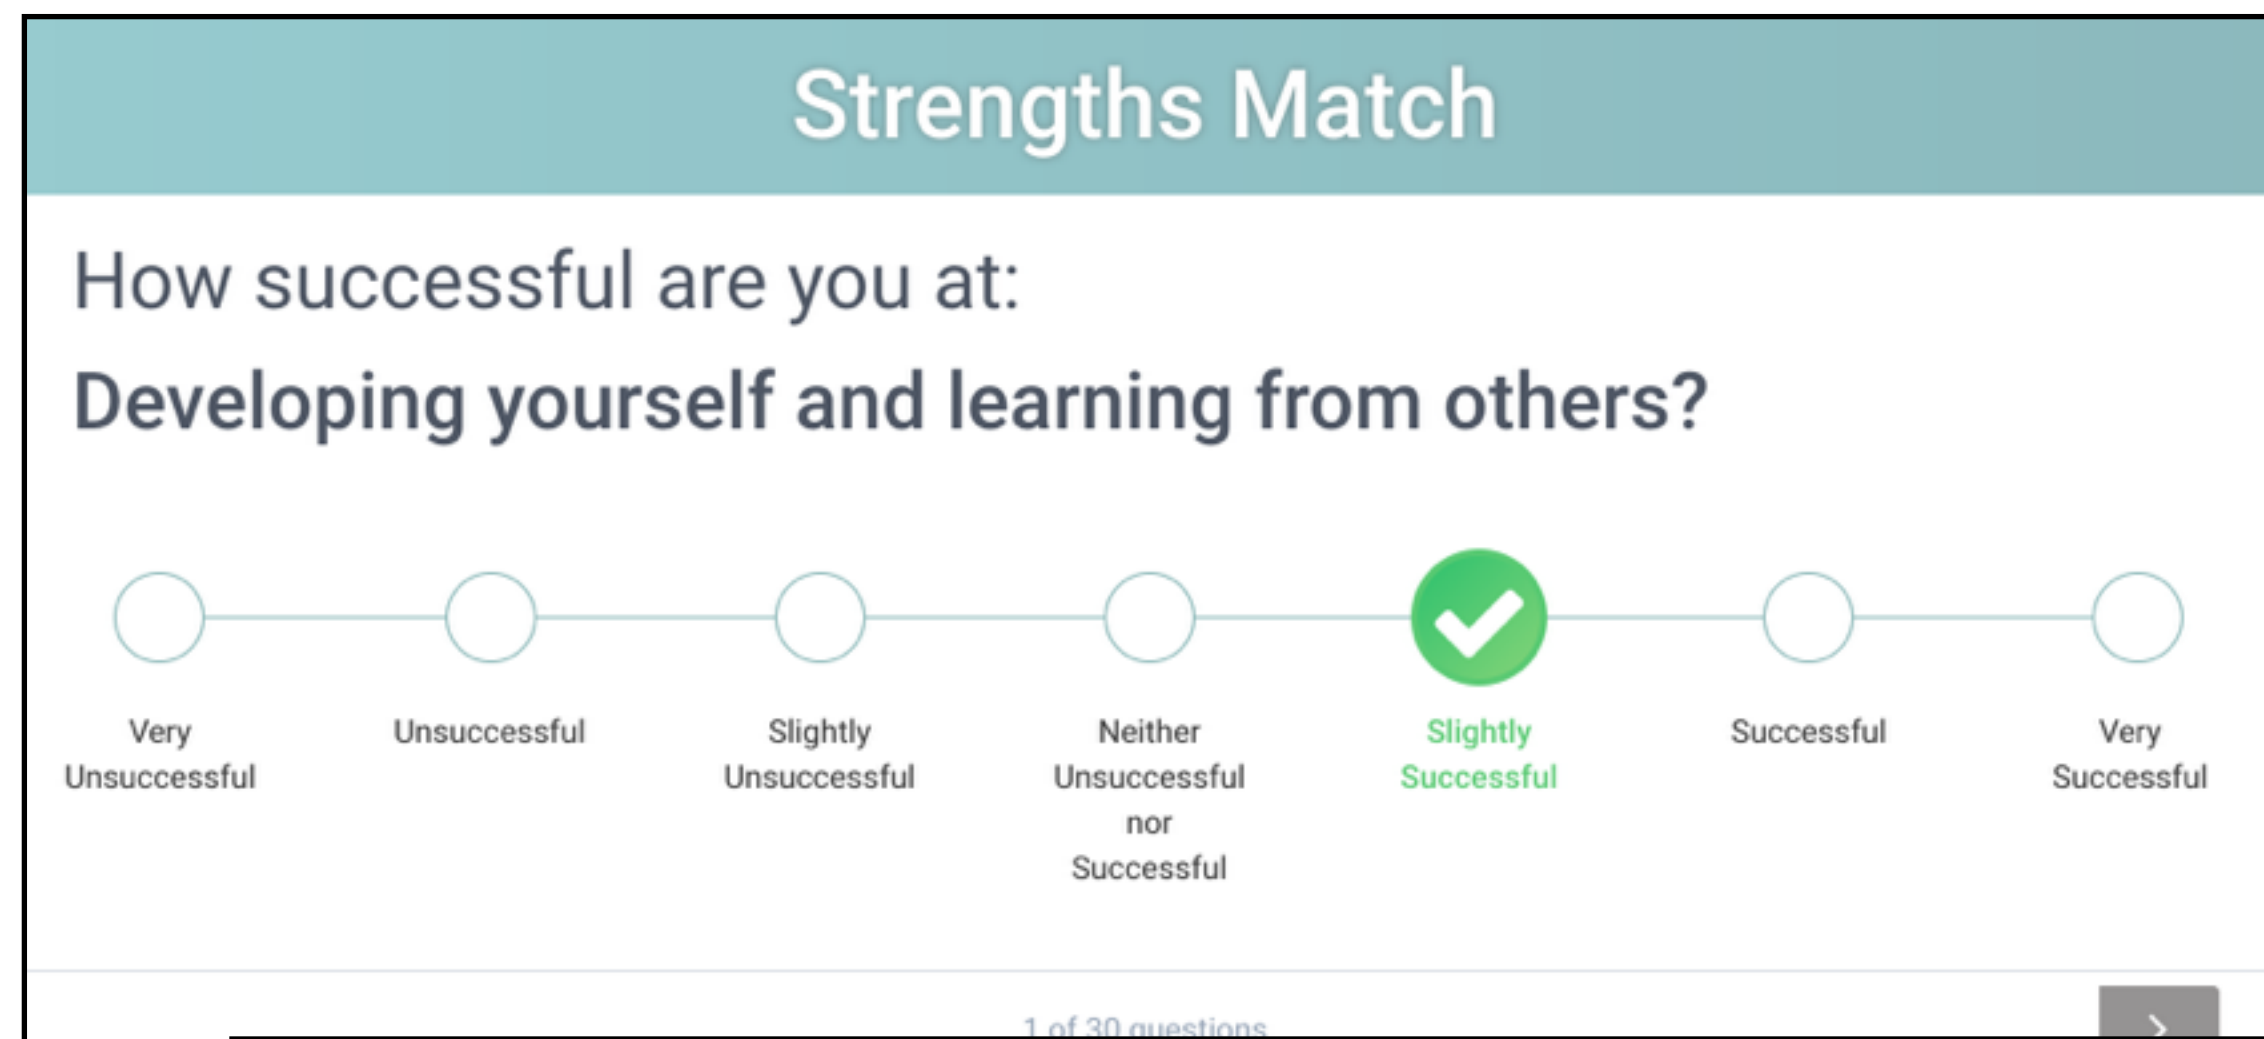 Strengths Match
How successful are you at:
Developing yourself and learning from others?
Very
Unsuccessful
Unsuccessful
Slightly
Unsuccessful
Neither
Unsuccessful
nor
Successful
Slightly
Successful
Successful
Very
Successful
1 of 30 questions